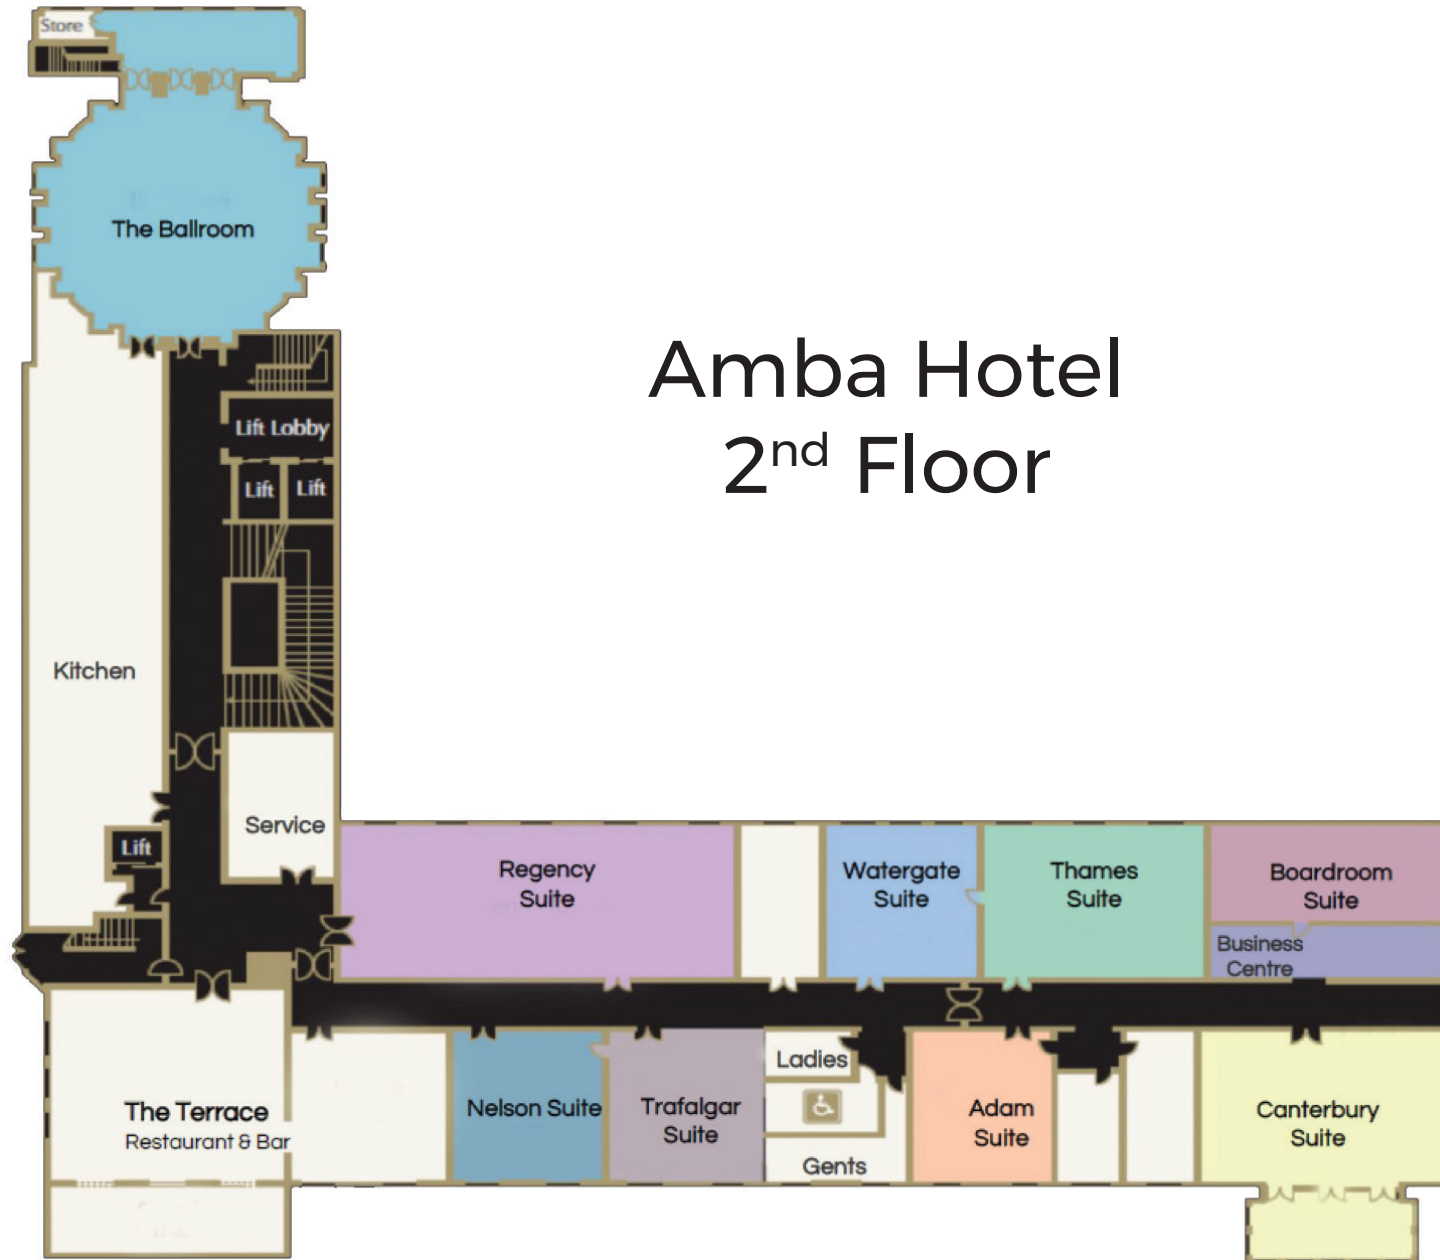 Store
The Ballroom
Amba Hotel
2nd Floor
Lift Lobby
Lift
Lift
Kitchen
Service
Lift
Regency
Suite
Watergate
Suite
Thames
Suite
Boardroom
Suite
Business
Centre
Ladies
The Terrace
Restaurant & Bar
Nelson Suite
Trafalgar
Suite
Gents
Adam
Suite
Canterbury
Suite